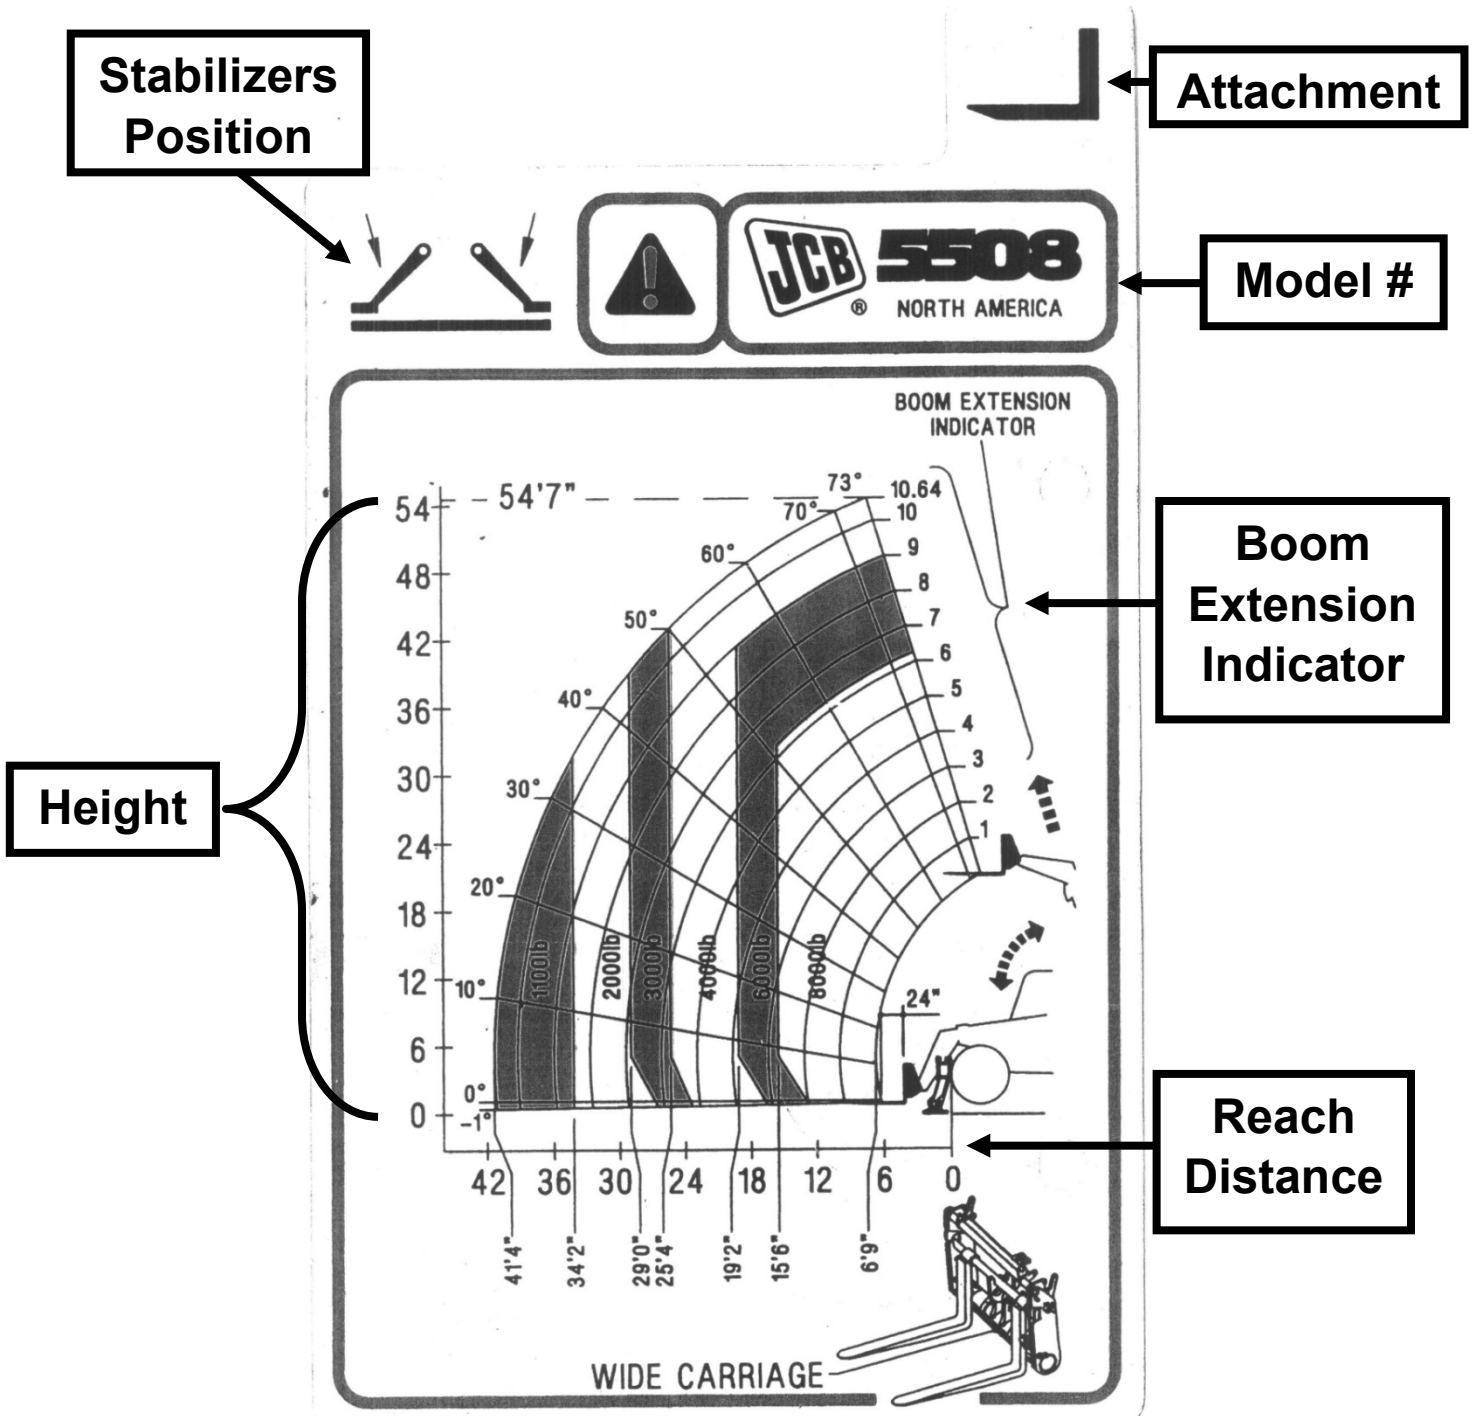 Stabilizers
Position
Attachment
JCB
®
5508
NORTH AMERICA
Model #
BOOM EXTENSION
INDICATOR
Boom
Extension
Indicator
Height
54
48
42
36
30
24
18
12
6
0
54'7"
73°
70°
60°
50°
40°
30°
20°
10°
0°
-1°
10.64
10
9
8
7
6
5
4
3
2
1
1100lb
2000lb
3000lb
4000lb
6000lb
8000lb
24"
Reach
Distance
42 36 30 24 18 12 6 0
41'4"
34'2"
29'0"
25'4"
19'2"
15'6"
6'9"
WIDE CARRIAGE